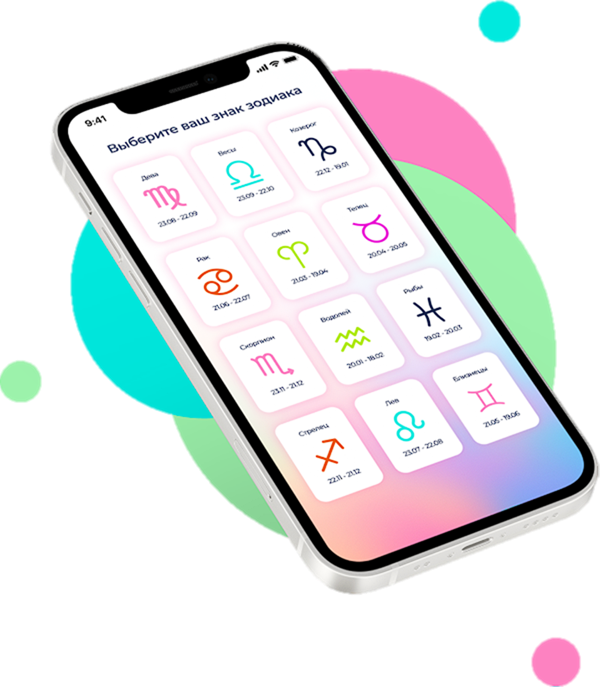 9:41
Выберите ваш знак зодиака
Дева
23.08 - 22.09
Весы
23.09 - 22.10
Козерог
22.12 - 19.01
Рак
21.06 - 22.07
Овен
21.03 - 19.04
Телец
20.04 - 20.05
Скорпион
23.11 - 21.12
Водолей
20.01 - 18.02
Рыбы
19.02 - 20.03
Стрелец
22.11 - 21.12
Лев
23.07 - 22.08
Близнецы
21.05 - 19.06